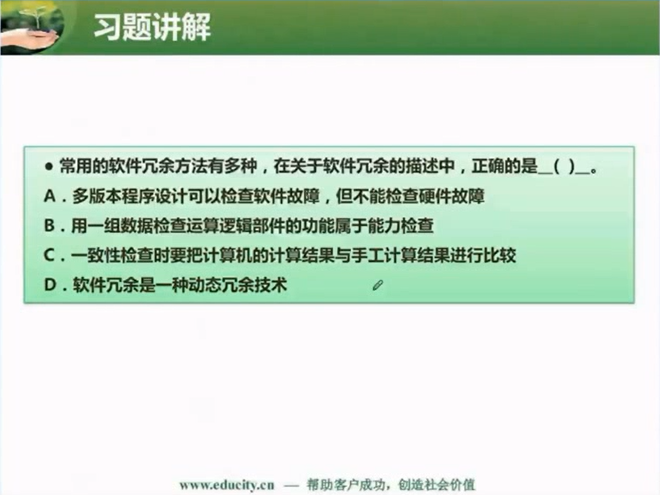 习题讲解
● 常用的软件冗余方法有多种，在关于软件冗余的描述中，正确的是__( )__。
A．多版本程序设计可以检查软件故障，但不能检查硬件故障
B．用一组数据检查运算逻辑部件的功能属于能力检查
C．一致性检查时要把计算机的计算结果与手工计算结果进行比较
D．软件冗余是一种动态冗余技术
www.educity.cn — 帮助客户成功，创造社会价值